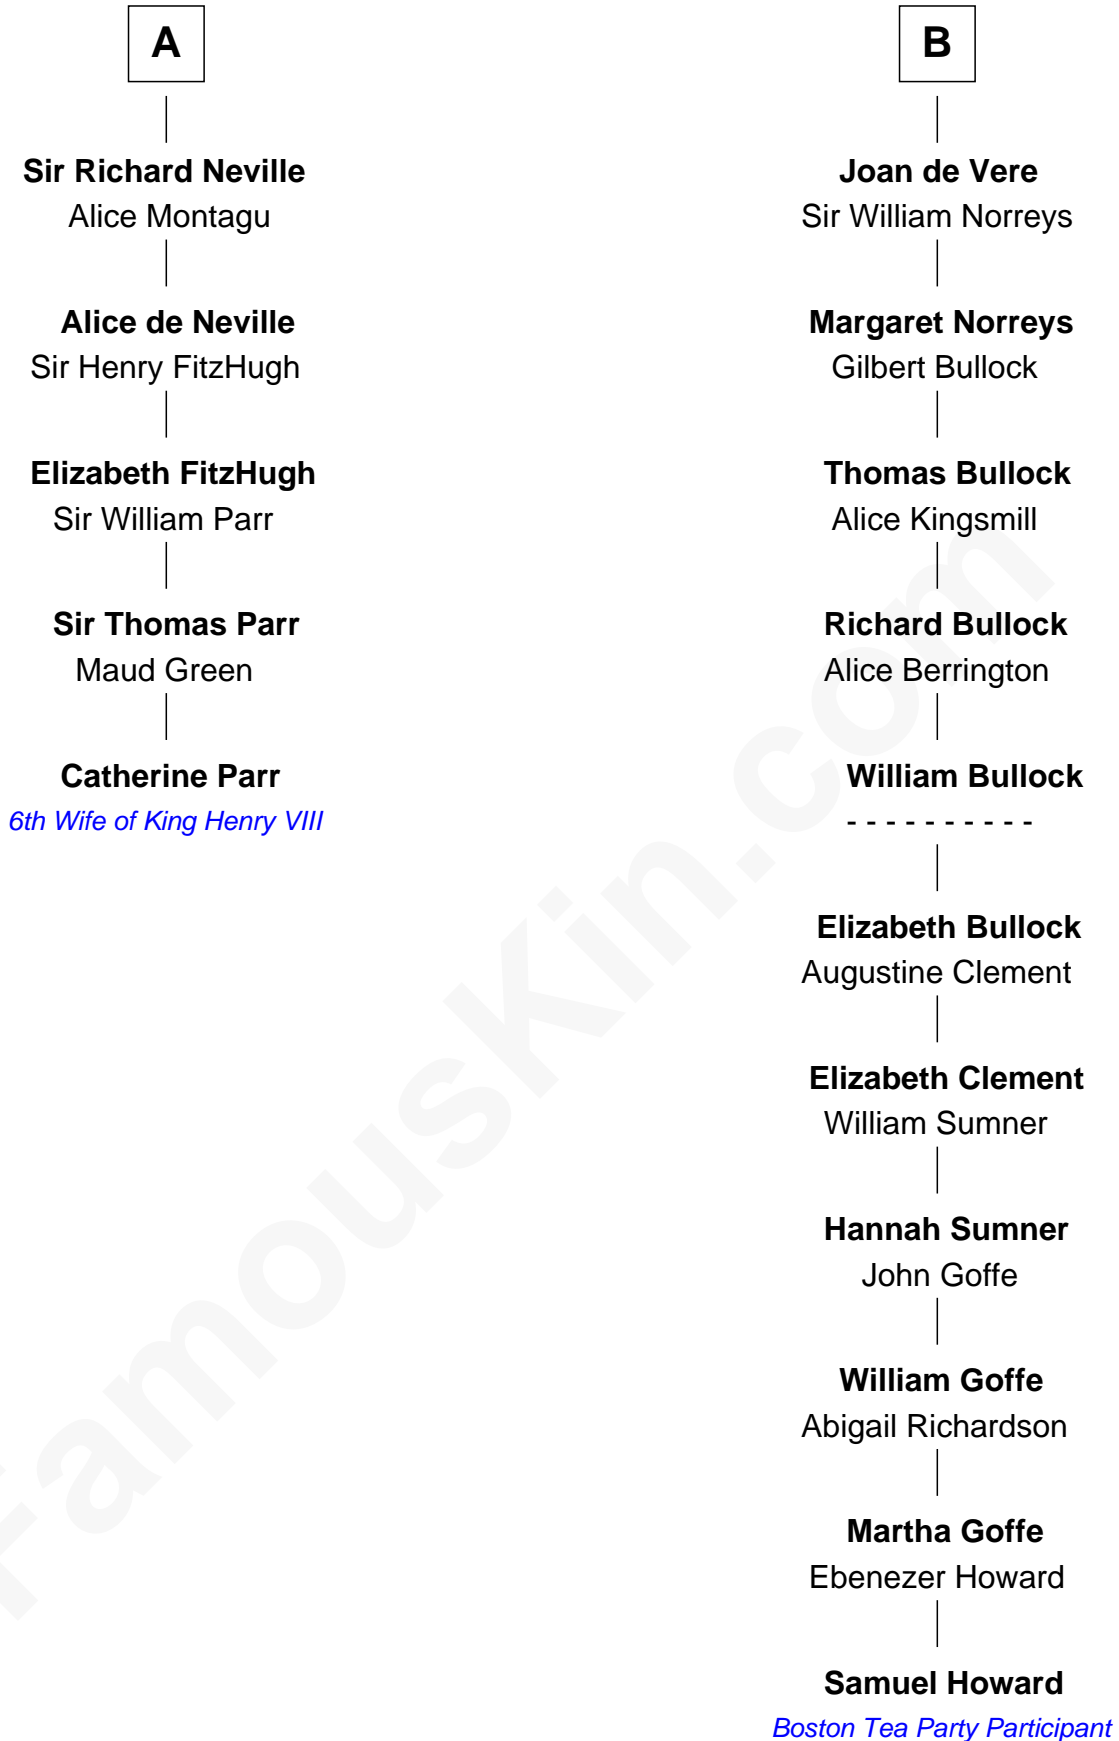 A
Sir Richard Neville
Alice Montagu
Alice de Neville
Sir Henry FitzHugh
Elizabeth FitzHugh
Sir William Parr
Sir Thomas Parr
Maud Green
Catherine Parr
6th Wife of King Henry VIII
B
Joan de Vere
Sir William Norreys
Margaret Norreys
Gilbert Bullock
Thomas Bullock
Alice Kingsmill
Richard Bullock
Alice Berrington
William Bullock
- - - - - - - - - -
Elizabeth Bullock
Augustine Clement
Elizabeth Clement
William Sumner
Hannah Sumner
John Goffe
William Goffe
Abigail Richardson
Martha Goffe
Ebenezer Howard
Samuel Howard
Boston Tea Party Participant
FamousKin.com